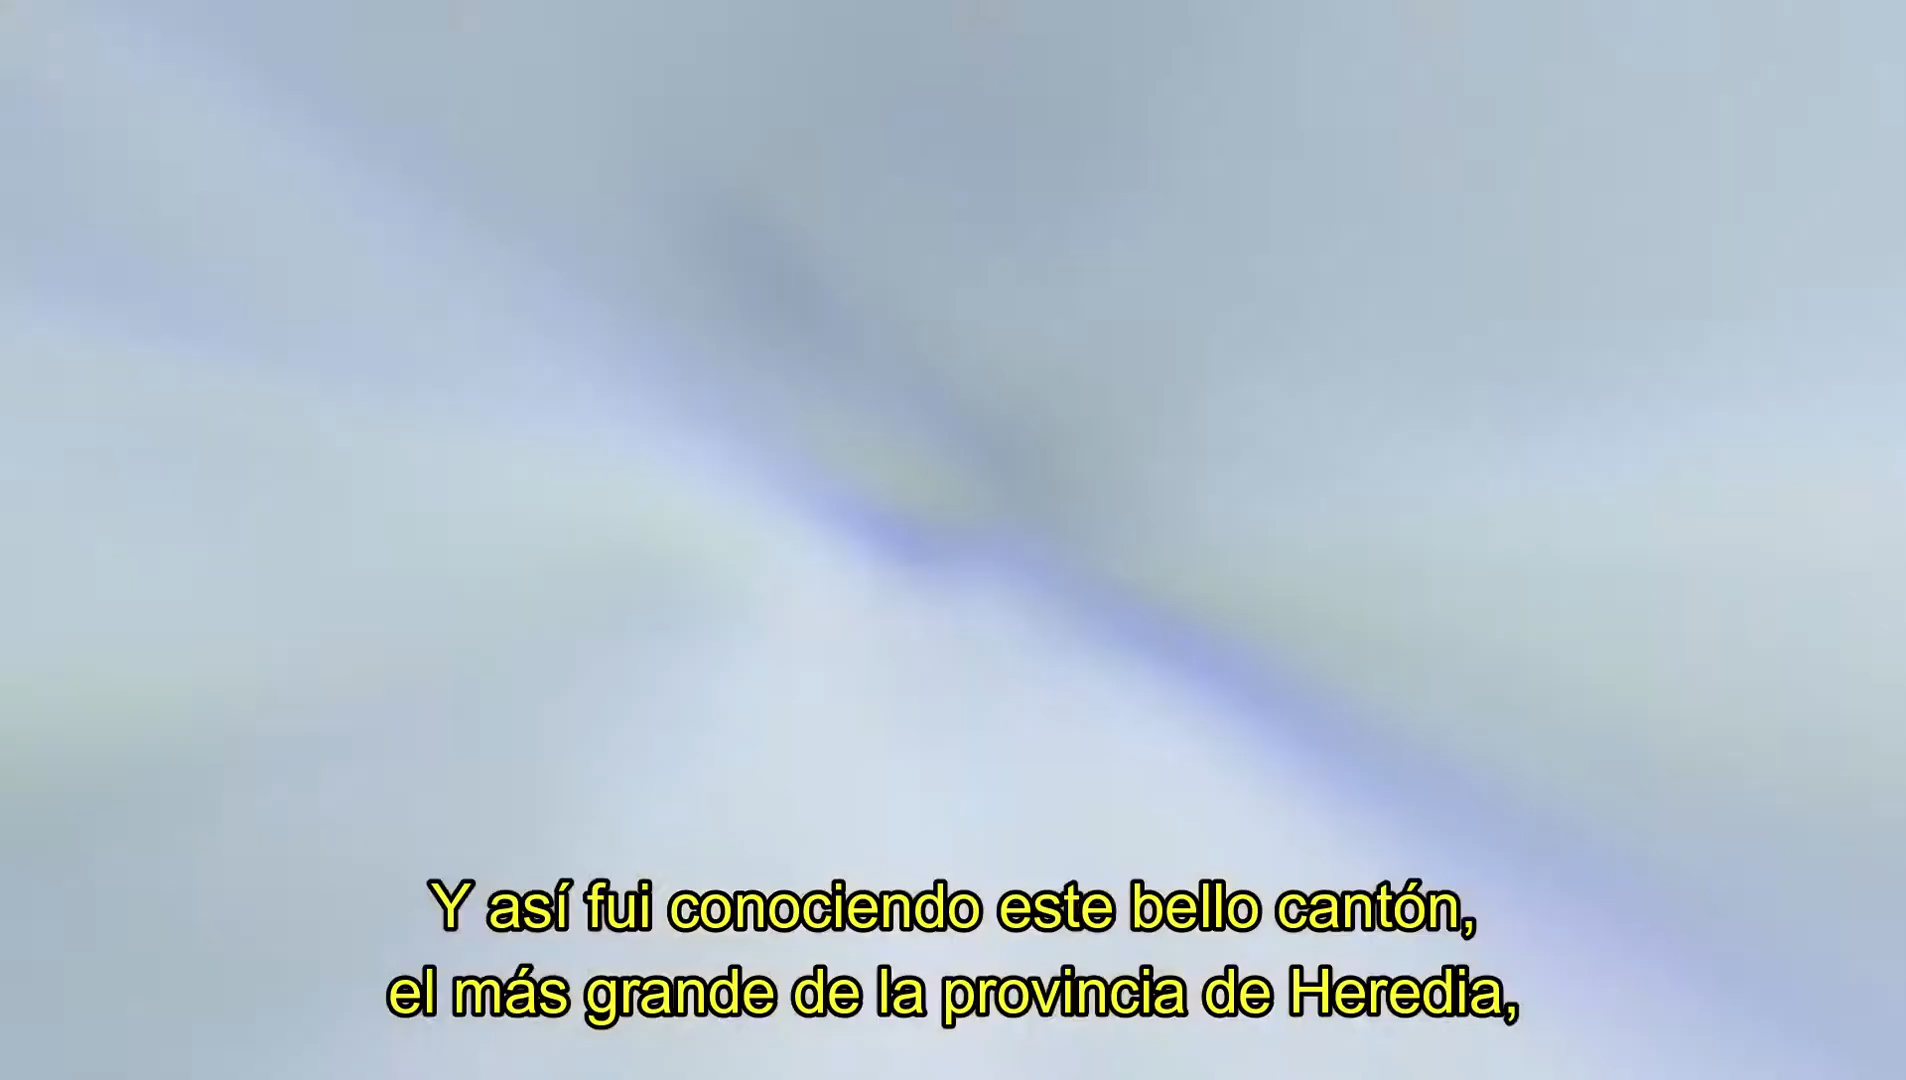 Y así fui conociendo este bello cantón,
el más grande de la provincia de Heredia,